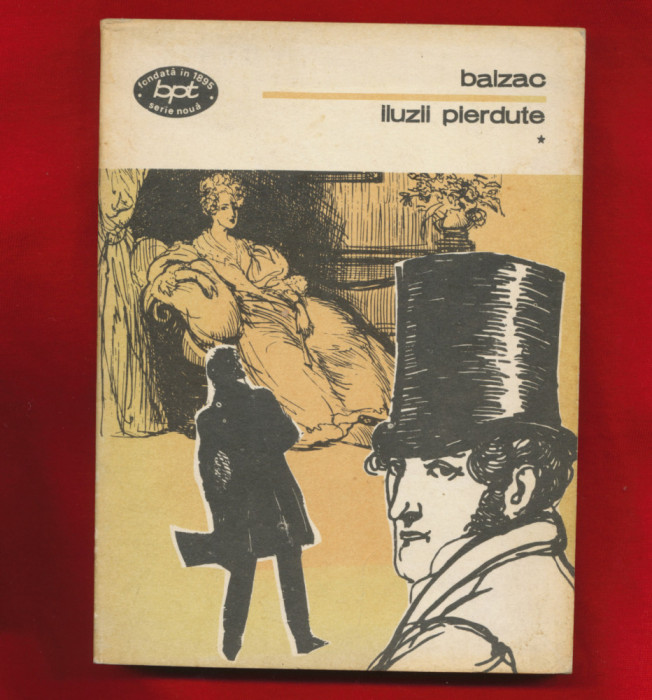 fondată în 1895
bpt
serie nouă
balzac
iluzii pierdute
*